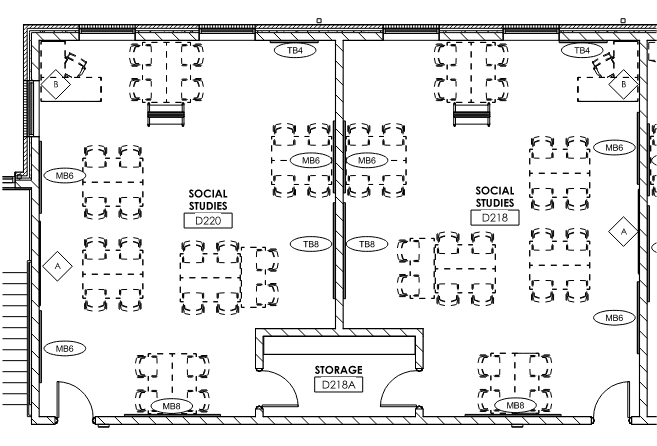 TB4
TB4
B
B
MB6
MB6
MB6
MB6
SOCIAL
STUDIES
D220
SOCIAL
STUDIES
D218
A
TB8
TB8
A
MB6
MB6
STORAGE
D218A
MB8
MB8